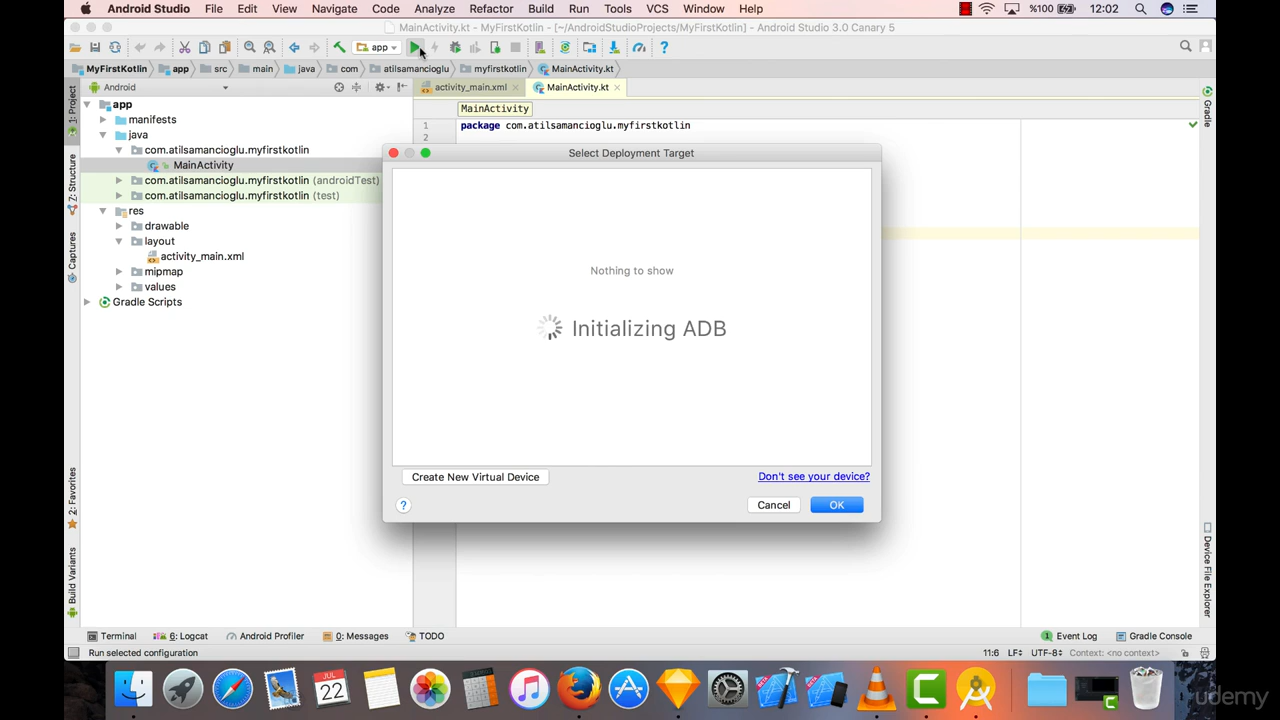 Android Studio File Edit View Navigate Code Analyze Refactor Build Run Tools VCS Window Help %100 12:02
MainActivity.kt - MyFirstKotlin - [~/AndroidStudioProjects/MyFirstKotlin] - Android Studio 3.0 Canary 5
app
MyFirstKotlin app src main java com atilsamancioglu myfirstkotlin MainActivity.kt
Android
activity_main.xml
MainActivity.kt
1: Project
Z: Structure
Captures
2: Favorites
Build Variants
app
manifests
java
com.atilsamancioglu.myfirstkotlin
MainActivity
com.atilsamancioglu.myfirstkotlin (androidTest)
com.atilsamancioglu.myfirstkotlin (test)
res
drawable
layout
activity_main.xml
mipmap
values
Gradle Scripts
MainActivity
1 package com.atilsamancioglu.myfirstkotlin
2
Select Deployment Target
Nothing to show
Initializing ADB
Create New Virtual Device
Don't see your device?
?
Cancel
OK
Gradle
Device File Explorer
Terminal 6: Logcat Android Profiler 0: Messages TODO 1 Event Log Gradle Console
Run selected configuration 11:6 LF÷ UTF-8÷ Context: <no context>
JUL
22
udemy